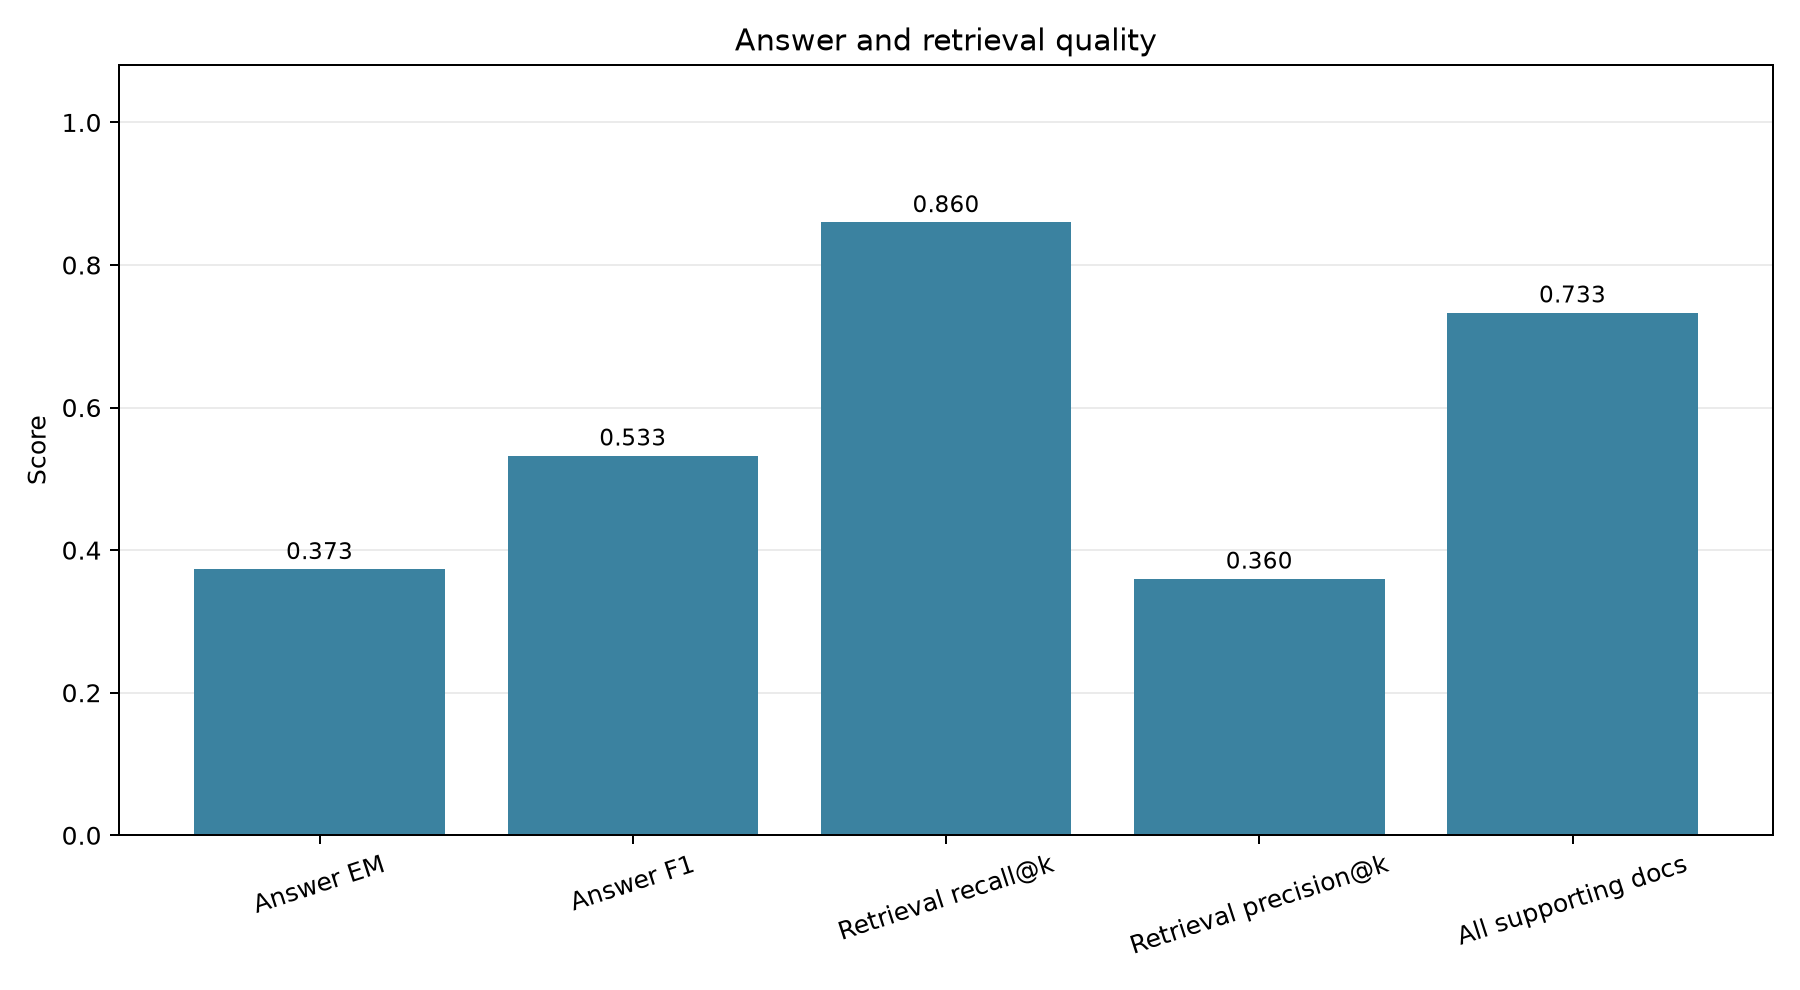 Answer and retrieval quality
1.0
0.8
0.6
0.4
0.2
0.0
Score
0.373
0.533
0.860
0.360
0.733
Answer EM
Answer F1
Retrieval recall@k
Retrieval precision@k
All supporting docs